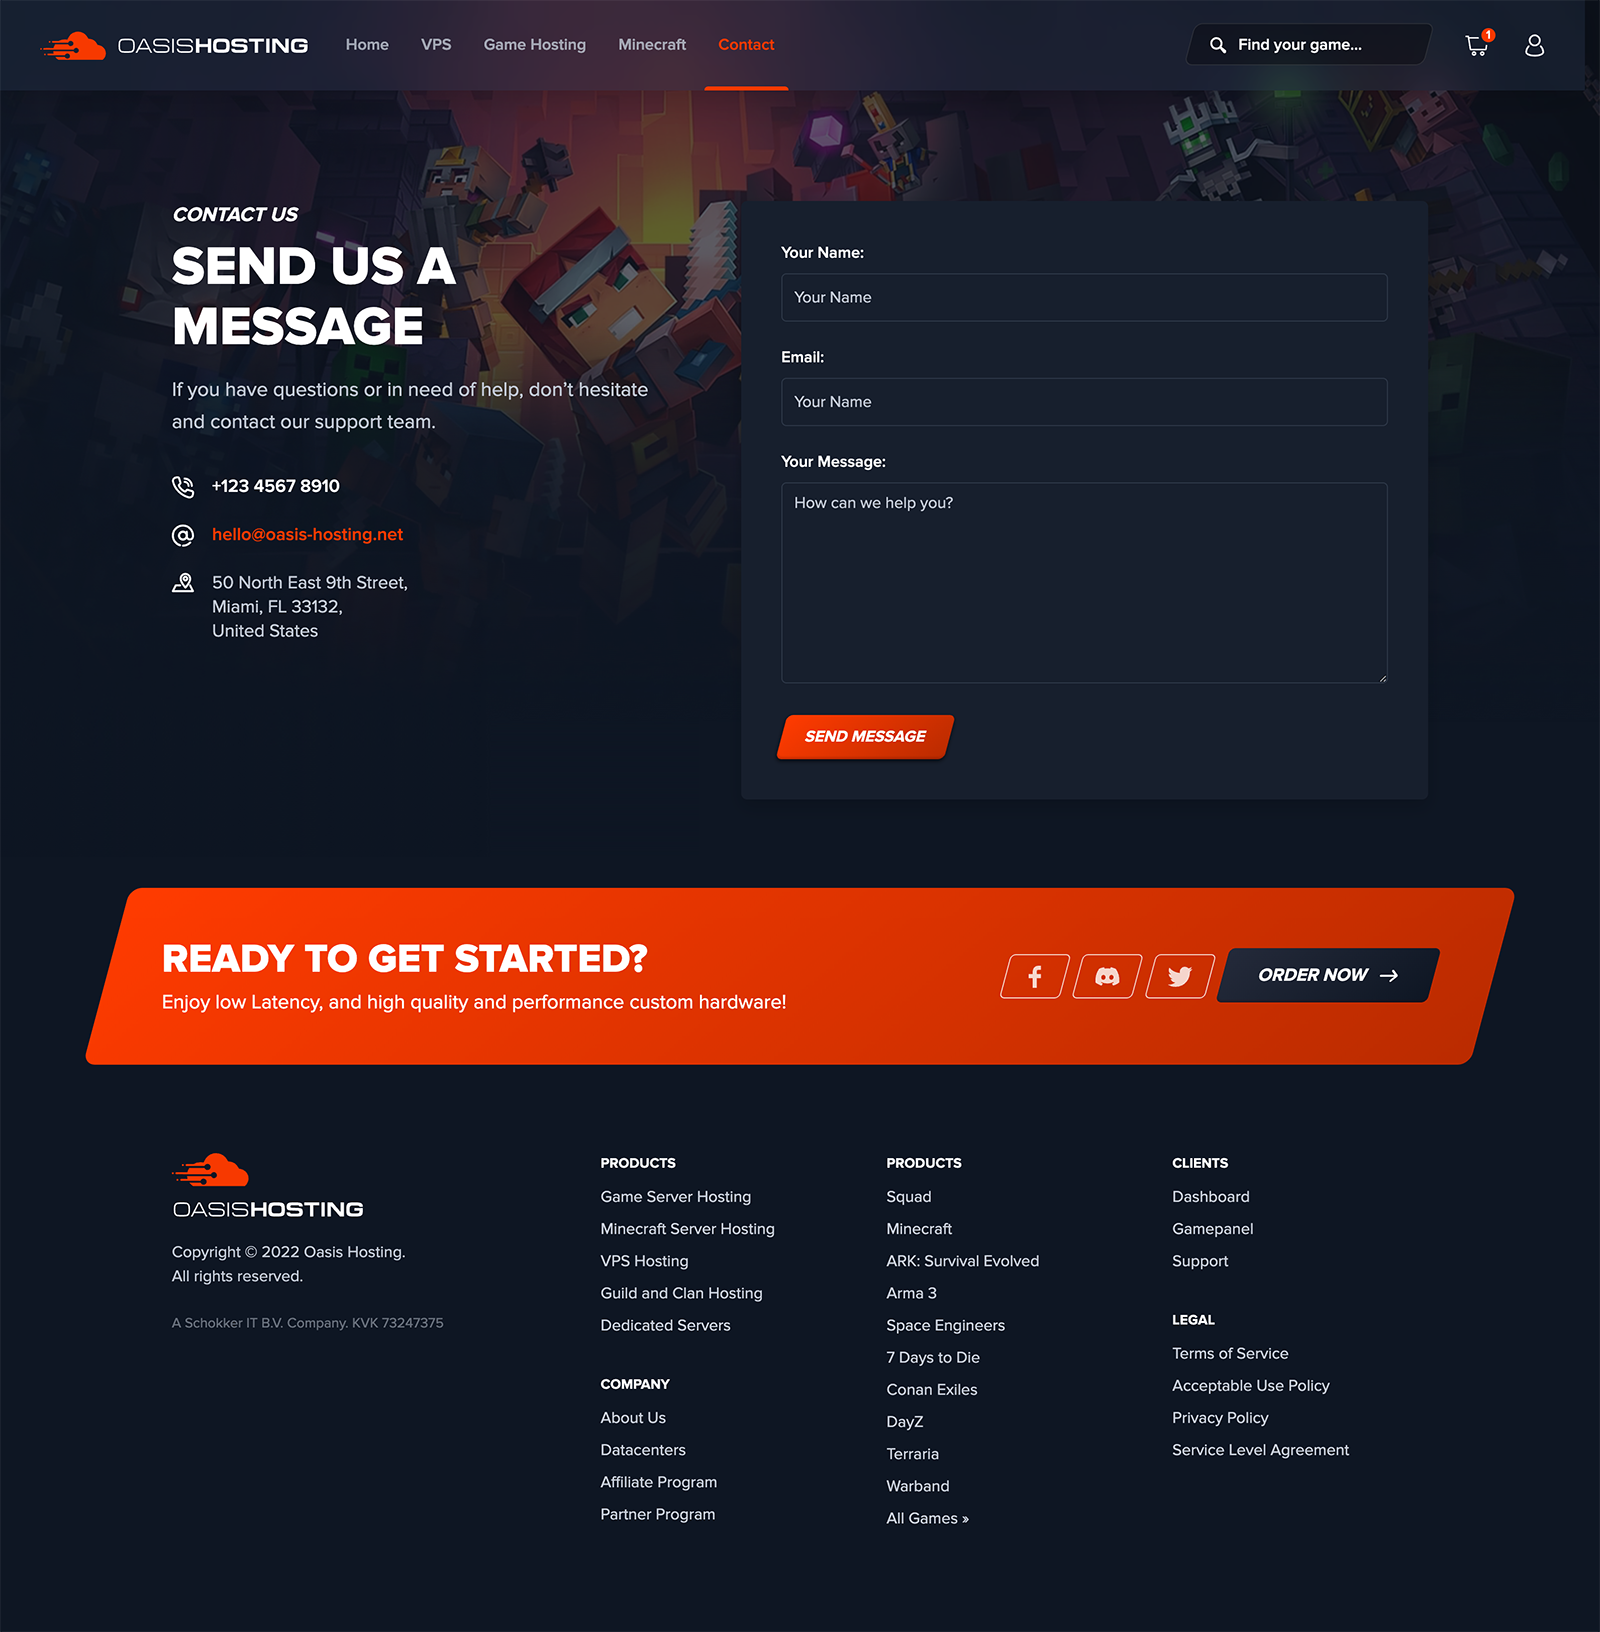 OASISHOSTING
Home
VPS
Game Hosting
Minecraft
Contact
Find your game...
1
CONTACT US
SEND US A
MESSAGE
If you have questions or in need of help, don't hesitate
and contact our support team.
+123 4567 8910
hello@oasis-hosting.net
50 North East 9th Street,
Miami, FL 33132,
United States
Your Name:
Your Name
Email:
Your Name
Your Message:
How can we help you?
SEND MESSAGE
READY TO GET STARTED?
Enjoy low Latency, and high quality and performance custom hardware!
ORDER NOW →
OASISHOSTING
Copyright © 2022 Oasis Hosting.
All rights reserved.
A Schokker IT B.V. Company. KVK 73247375
PRODUCTS
Game Server Hosting
Minecraft Server Hosting
VPS Hosting
Guild and Clan Hosting
Dedicated Servers
COMPANY
About Us
Datacenters
Affiliate Program
Partner Program
PRODUCTS
Squad
Minecraft
ARK: Survival Evolved
Arma 3
Space Engineers
7 Days to Die
Conan Exiles
DayZ
Terraria
Warband
All Games »
CLIENTS
Dashboard
Gamepanel
Support
LEGAL
Terms of Service
Acceptable Use Policy
Privacy Policy
Service Level Agreement